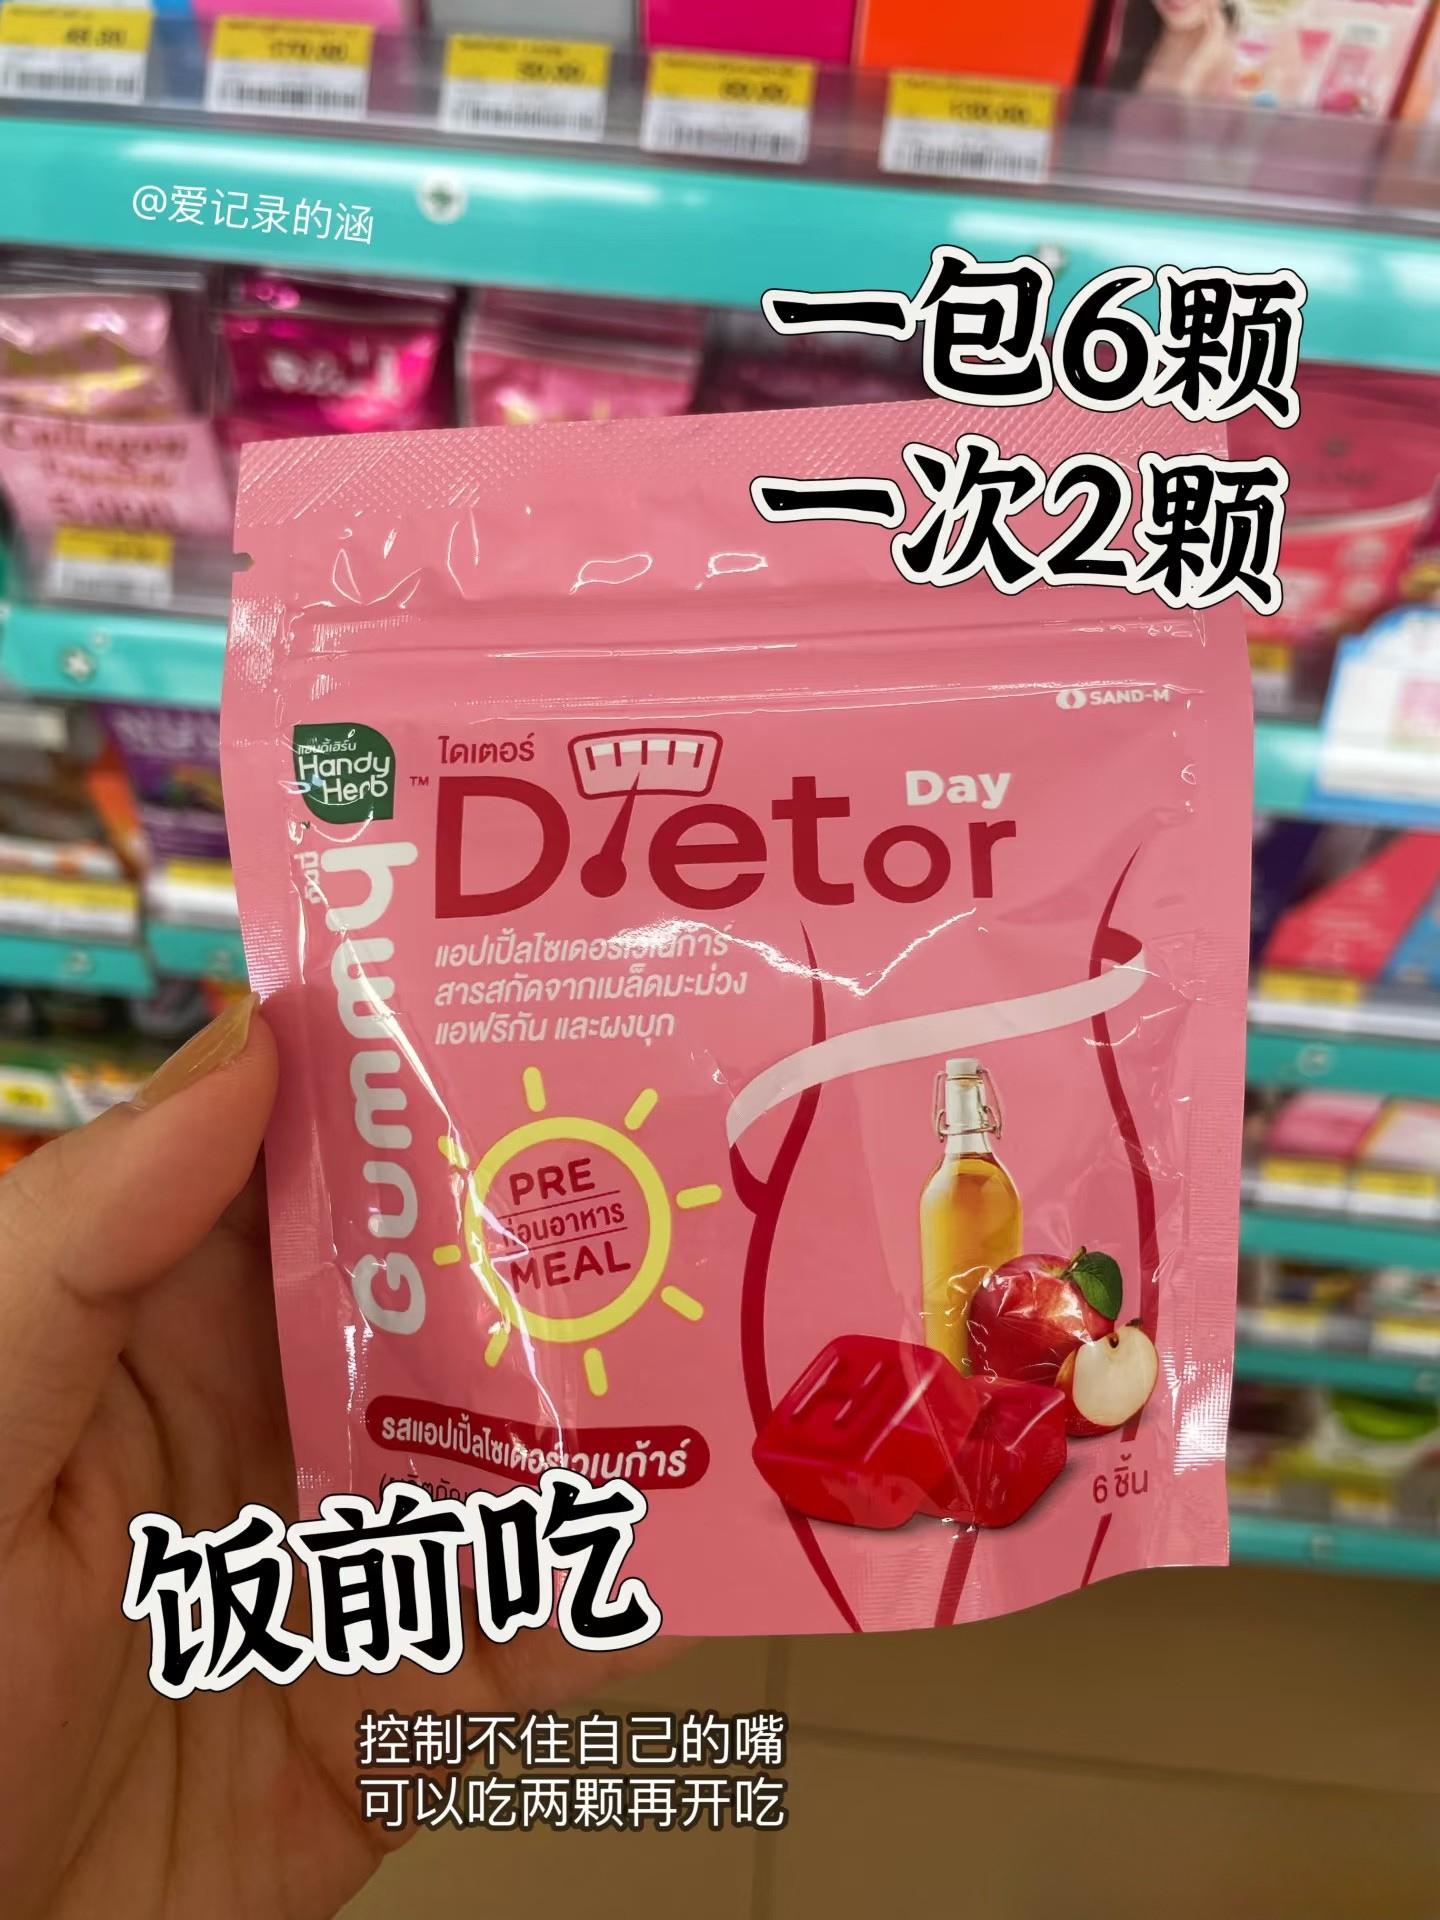 @爱记录的涵
一包6颗
一次2颗
SAND-M
แฮนดี้เฮิร์บ
Handy
Herb
™
ไดเตอร์
Dietor
Day
กัมมี่
Gummy
แอปเปิ้ลไซเดอร์เวเนก้าร์
สารสกัดจากเมล็ดมะม่วง
แอฟริกัน และผงบุก
PRE
ก่อนอาหาร
MEAL
รสแอปเปิ้ลไซเดอร์เวเนก้าร์
6 ชิ้น
饭前吃
控制不住自己的嘴
可以吃两颗再开吃